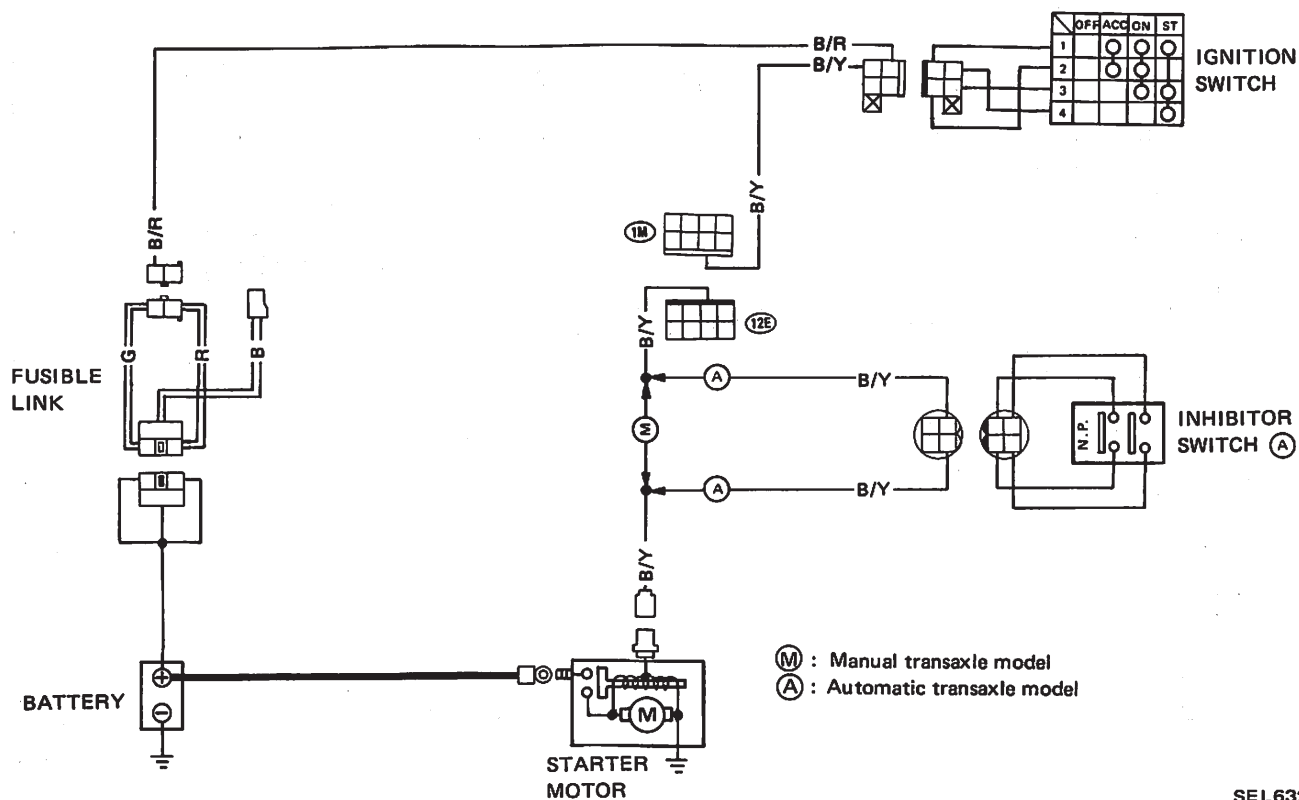 OFF ACC ON ST
B/R
1
IGNITION
SWITCH
B/Y
2
3
4
B/Y
1M
B/R
12E
B/Y
G
R
B
FUSIBLE
LINK
A
B/Y
M
N.P.
INHIBITOR
SWITCH A
A
B/Y
B/Y
M : Manual transaxle model
A : Automatic transaxle model
BATTERY
+
−
M
STARTER
MOTOR